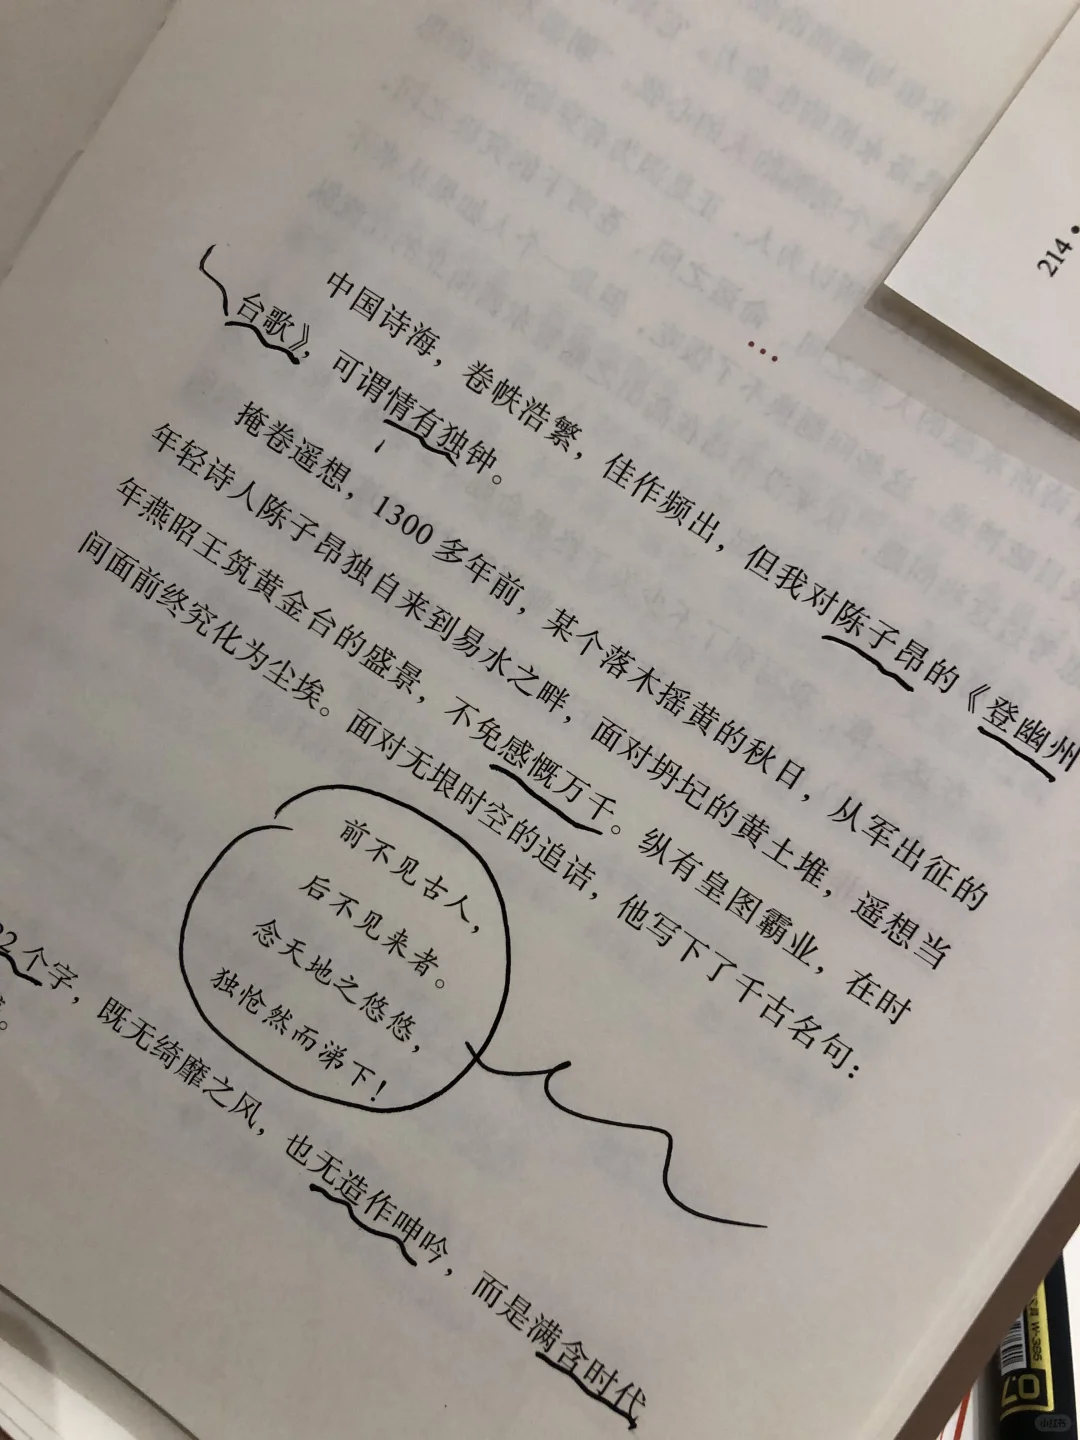 214
中国诗海，卷帙浩繁，佳作频出，但我对陈子昂的《登幽州
台歌》，可谓情有独钟。
掩卷遥想，1300多年前，某个落木摇黄的秋日，从军出征的
年轻诗人陈子昂独自来到易水之畔，面对坍圮的黄土堆，遥想当
年燕昭王筑黄金台的盛景，不免感慨万千。纵有皇图霸业，在时
间面前终究化为尘埃。面对无垠时空的追诘，他写下了千古名句：
前不见古人，
后不见来者。
念天地之悠悠，
独怆然而涕下！
22个字，既无绮靡之风，也无造作呻吟，而是满含时代
W-386
0.7
小红书